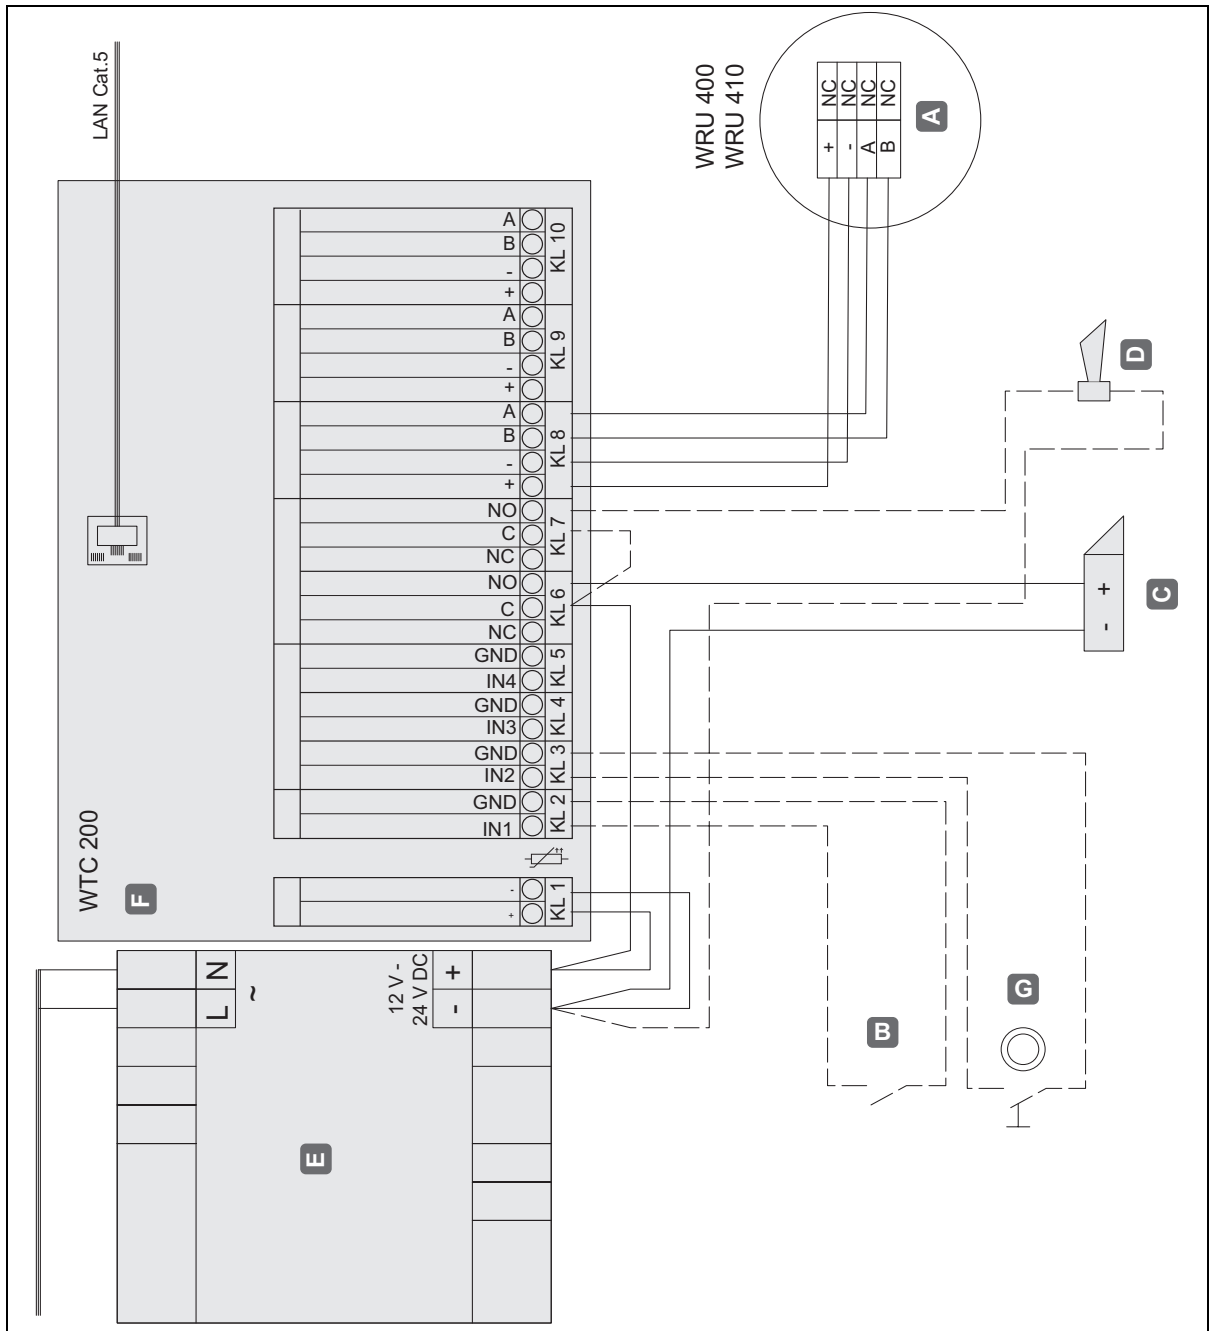 LAN Cat.5
WTC 200
F
A
B
-
+
KL 10
A
B
-
+
KL 9
A
B
-
+
KL 8
NO
C
NC
KL 7
NO
C
NC
KL 6
GND
IN4
KL 5
GND
IN3
KL 4
GND
IN2
KL 3
GND
IN1
KL 2
-
+
KL 1
WRU 400
WRU 410
+ NC
- NC
A NC
B NC
A
D
C
- +
L N
~
12 V -
24 V DC
- +
E
B
G